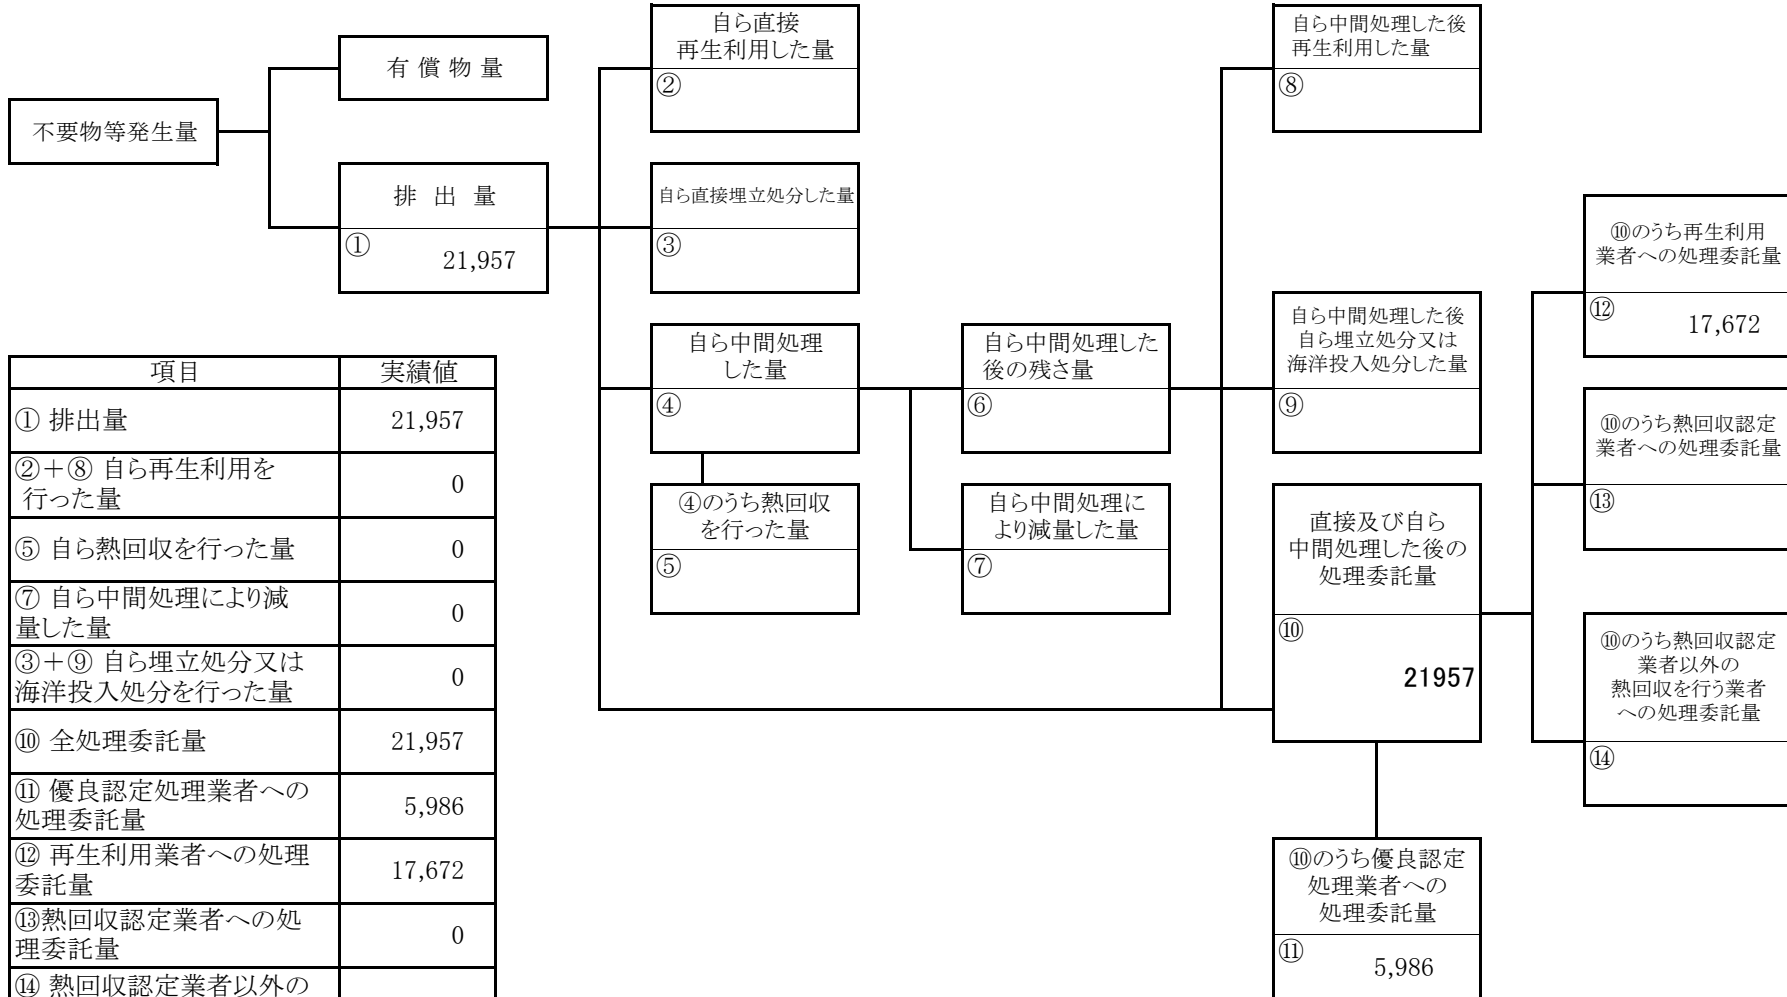 不要物等発生量
有 償 物 量
排 出 量
①
21,957
自ら直接
再生利用した量
②
自ら直接埋立処分した量
③
自ら中間処理
した量
④
④のうち熱回収
を行った量
⑤
自ら中間処理した
後の残さ量
⑥
自ら中間処理に
より減量した量
⑦
自ら中間処理した後
再生利用した量
⑧
自ら中間処理した後
自ら埋立処分又は
海洋投入処分した量
⑨
直接及び自ら
中間処理した後の
処理委託量
⑩
21957
⑩のうち優良認定
処理業者への
処理委託量
⑪
5,986
⑩のうち再生利用
業者への処理委託量
⑫
17,672
⑩のうち熱回収認定
業者への処理委託量
⑬
⑩のうち熱回収認定
業者以外の
熱回収を行う業者
への処理委託量
⑭
項目 実績値
① 排出量 21,957
②+⑧ 自ら再生利用を
行った量 0
⑤ 自ら熱回収を行った量 0
⑦ 自ら中間処理により減
量した量 0
③+⑨ 自ら埋立処分又は
海洋投入処分を行った量 0
⑩ 全処理委託量 21,957
⑪ 優良認定処理業者への
処理委託量 5,986
⑫ 再生利用業者への処理
委託量 17,672
⑬熱回収認定業者への処
理委託量 0
⑭ 熱回収認定業者以外の